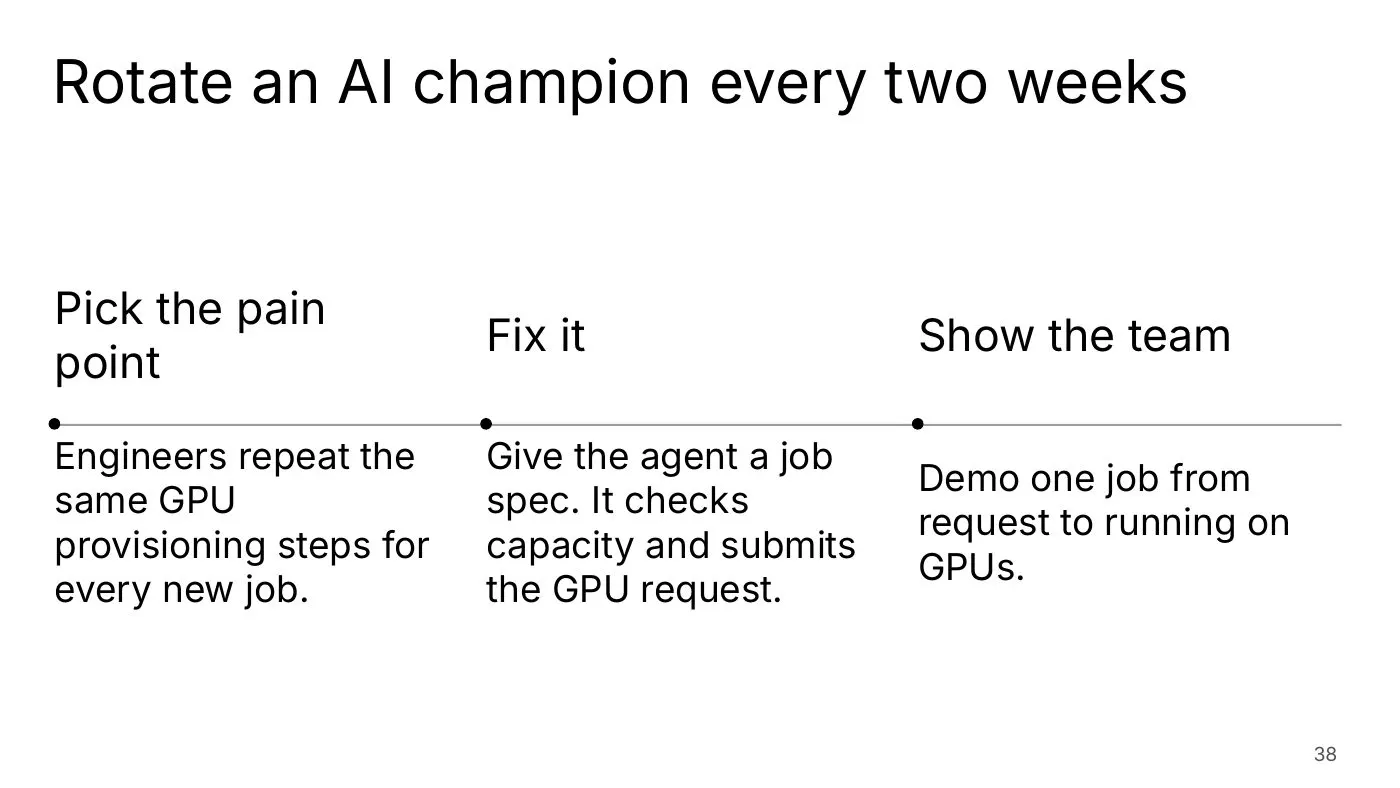 Rotate an AI champion every two weeks
Pick the pain
point
Engineers repeat the
same GPU
provisioning steps for
every new job.
Fix it
Give the agent a job
spec. It checks
capacity and submits
the GPU request.
Show the team
Demo one job from
request to running on
GPUs.
38